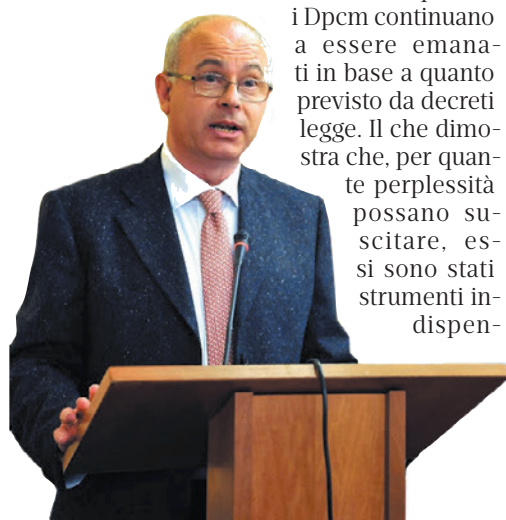 i Dpcm continuano
a essere emana-
ti in base a quanto
previsto da decreti
legge. Il che dimo-
stra che, per quan-
te perplessità
possano su-
scitare, es-
si sono stati
strumenti in-
dispen-